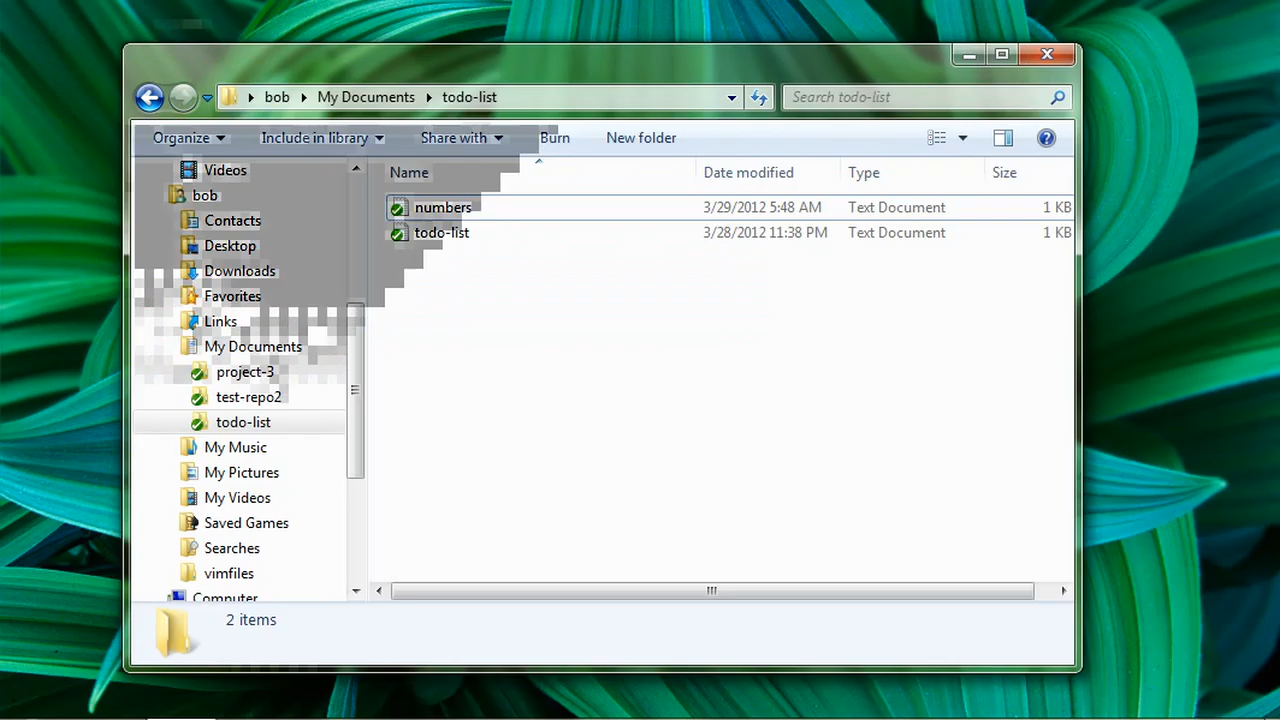 bob My Documents todo-list
Search todo-list
Organize Include in library Share with Burn New folder
Videos
bob
Contacts
Desktop
Downloads
Favorites
Links
My Documents
project-3
test-repo2
todo-list
My Music
My Pictures
My Videos
Saved Games
Searches
vimfiles
Computer
Name Date modified Type Size
numbers 3/29/2012 5:48 AM Text Document 1 KB
todo-list 3/28/2012 11:38 PM Text Document 1 KB
2 items